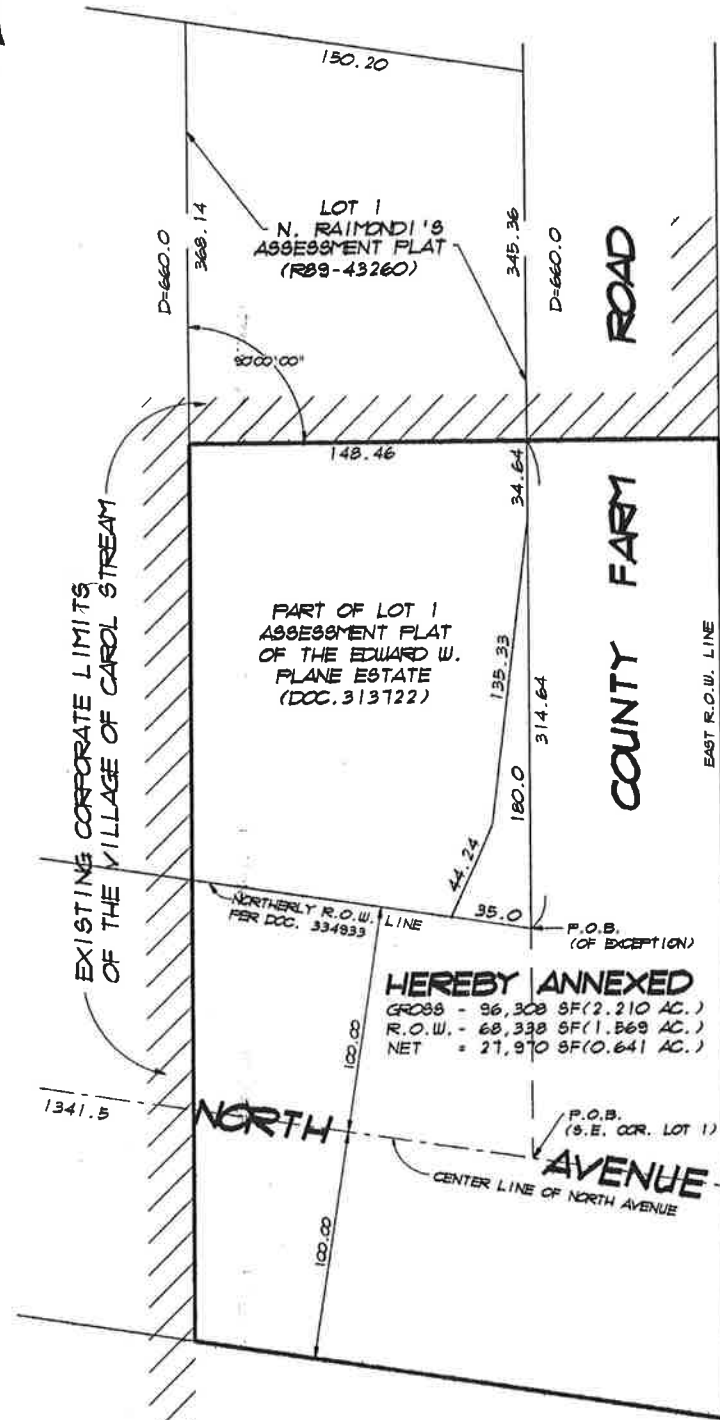 150.20
LOT 1
N. RAIMONDI'S
ASSESSMENT PLAT
(R89-43260)
D=660.0
368.14
345.36
D=660.0
ROAD
90°00'00"
148.46
34.64
EXISTING CORPORATE LIMITS
OF THE VILLAGE OF CAROL STREAM
PART OF LOT 1
ASSESSMENT PLAT
OF THE EDWARD W.
PLANE ESTATE
(DOC. 313722)
135.33
180.0
314.64
COUNTY FARM
EAST R.O.W. LINE
44.24
35.0
NORTHERLY R.O.W. LINE
PER DOC. 334933
P.O.B.
(OF EXCEPTION)
HEREBY ANNEXED
GROSS - 96,308 SF(2.210 AC.)
R.O.W. - 68,338 SF(1.569 AC.)
NET = 27,970 SF(0.641 AC.)
100.00
1341.5
NORTH
P.O.B.
(S.E. COR. LOT 1)
AVENUE
CENTER LINE OF NORTH AVENUE
100.00